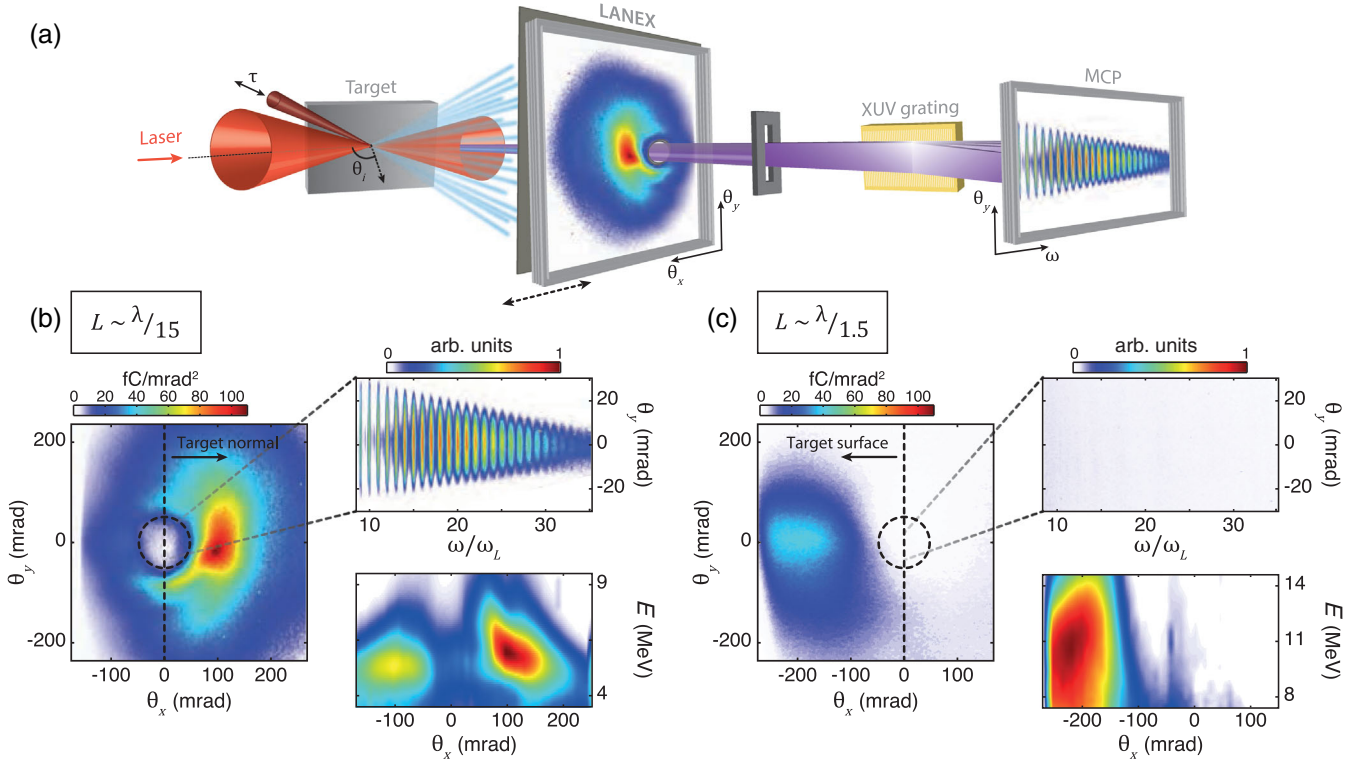 (a)
LANEX
MCP
τ
Target
XUV grating
Laser
θi
θy
θx
θy
ω
(b)
L ~ λ/15
(c)
L ~ λ/1.5
arb. units
0 1
fC/mrad²
0 20 40 60 80 100
Target normal
θy (mrad)
200
0
-200
-100 0 100 200
θx (mrad)
20
0
-20
θy (mrad)
10 20 30
ω/ωL
9
4
E (MeV)
-100 0 100 200
θx (mrad)
arb. units
0 1
fC/mrad²
0 20 40 60 80 100
Target surface
θy (mrad)
200
0
-200
-200 -100 0 100
θx (mrad)
20
0
-20
θy (mrad)
10 20 30
ω/ωL
14
11
8
E (MeV)
-200 -100 0 100
θx (mrad)